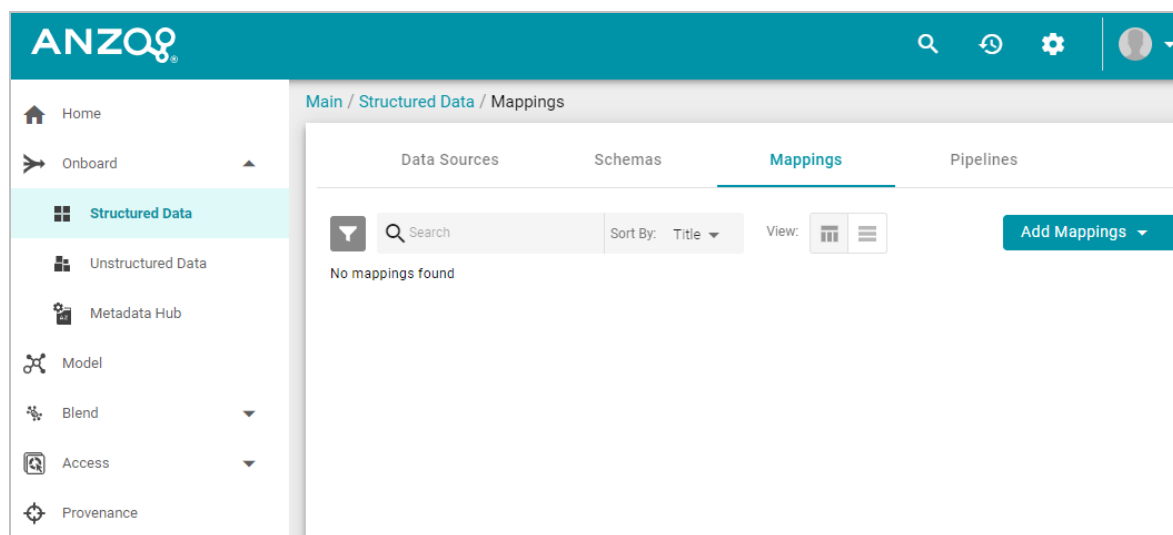 ANZO®
Home
Onboard
Structured Data
Unstructured Data
Metadata Hub
Model
Blend
Access
Provenance
Main / Structured Data / Mappings
Data Sources Schemas Mappings Pipelines
Search Sort By: Title View: Add Mappings
No mappings found